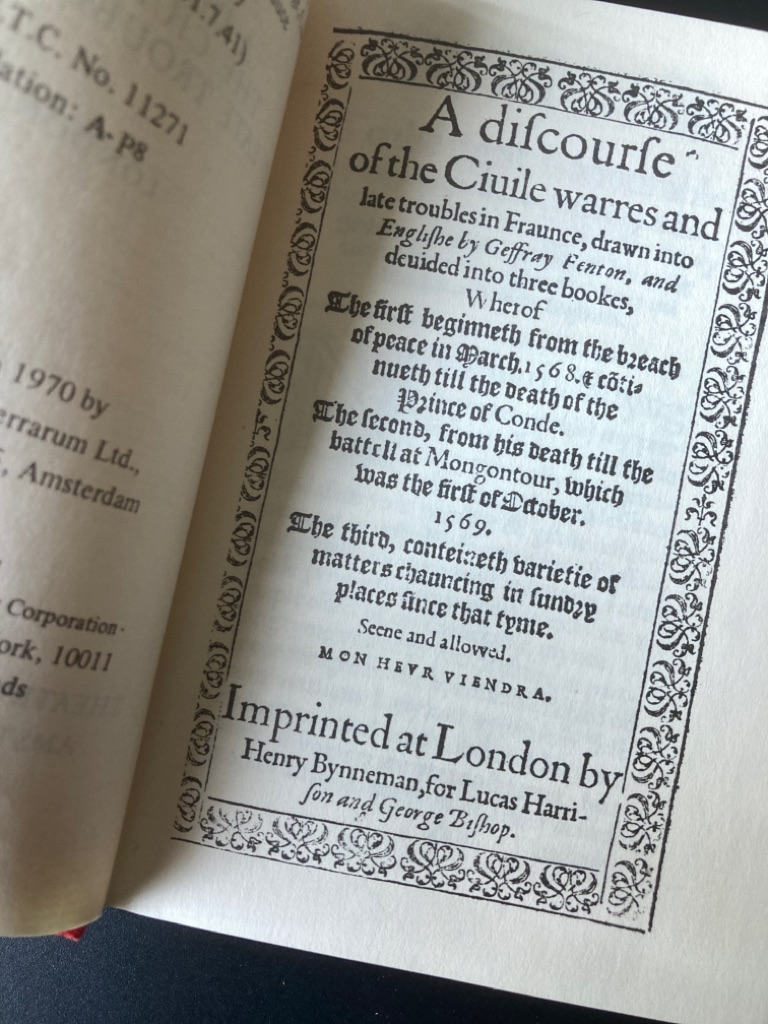 1.7.41)
S.T.C. No. 11271
lation: A- P8
1970 by
errarum Ltd.,
, Amsterdam
Corporation
ork, 10011
ds
A diſcourſe
of the Ciuile warres and
late troubles in Fraunce, drawn into
Engliſhe by Geffray Fenton, and
deuided into three bookes,
Wherof
The firſt beginneth from the breach
of peace in March. 1568. & cōti-
nueth till the death of the
Prince of Conde.
The ſecond, from his death till the
battell at Mongontour, which
was the firſt of October.
1569.
The third, conteineth varietie of
matters chauncing in ſundry
places ſince that tyme.
Seene and allowed.
MON HEVR VIENDRA.
Imprinted at London by
Henry Bynneman, for Lucas Harri-
ſon and George Biſhop.